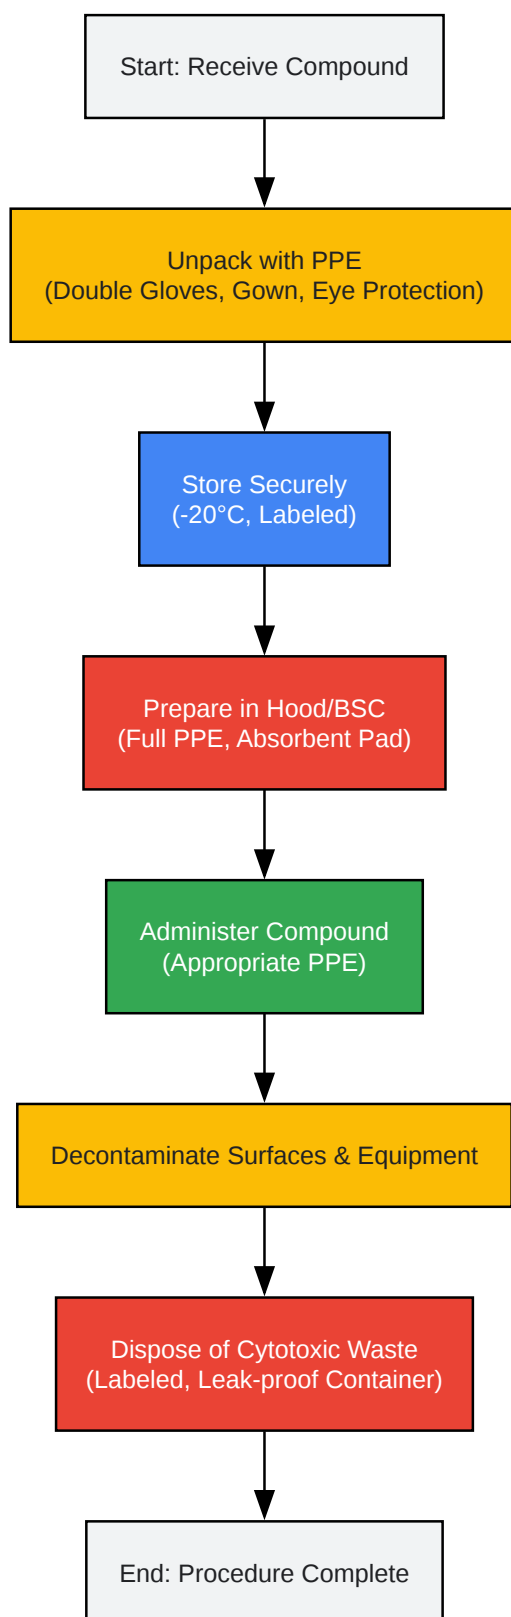 Start: Receive Compound
Unpack with PPE
(Double Gloves, Gown, Eye Protection)
Store Securely
(-20°C, Labeled)
Prepare in Hood/BSC
(Full PPE, Absorbent Pad)
Administer Compound
(Appropriate PPE)
Decontaminate Surfaces & Equipment
Dispose of Cytotoxic Waste
(Labeled, Leak-proof Container)
End: Procedure Complete